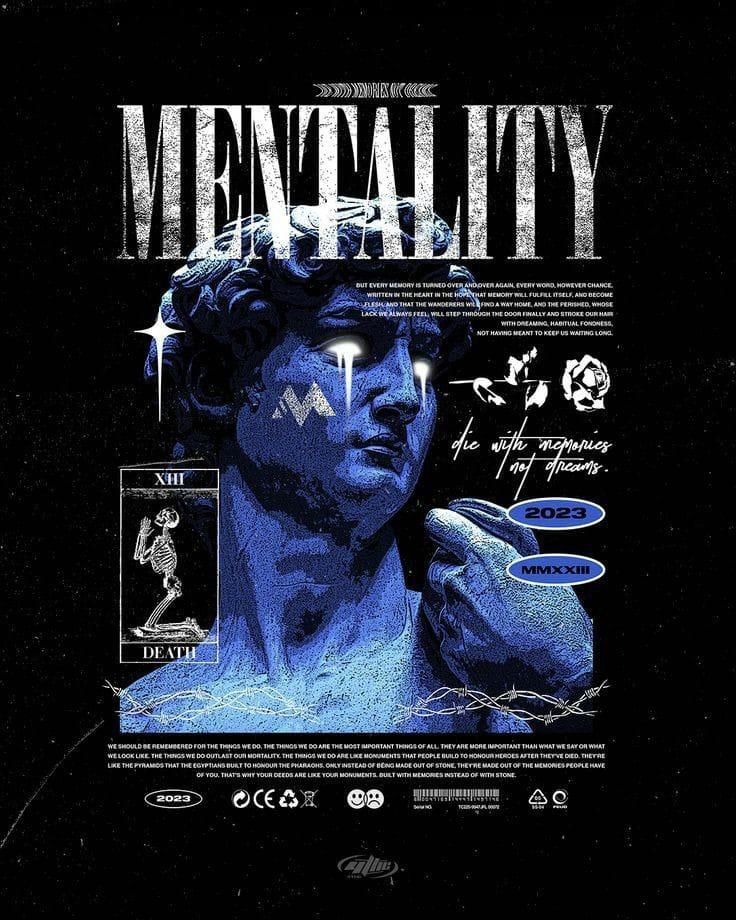 MENTALITY
BUT EVERY MEMORY IS TURNED OVER AND OVER AGAIN, EVERY WORD, HOWEVER CHANCE,
WRITTEN IN THE HEART IN THE HOPE THAT MEMORY WILL FULFILL ITSELF, AND BECOME
FLESH, AND THAT THE WANDERERS WILL FIND A WAY HOME, AND THE PERISHED, WHOSE
LACK WE ALWAYS FEEL, WILL STEP THROUGH THE DOOR FINALLY AND STROKE OUR HAIR
WITH DREAMING, HABITUAL FONDNESS,
NOT HAVING MEANT TO KEEP US WAITING LONG.
die with memories
not dreams.
2023
MMXXIII
XIII
DEATH
WE SHOULD BE REMEMBERED FOR THE THINGS WE DO. THE THINGS WE DO ARE THE MOST IMPORTANT THINGS OF ALL. THEY ARE MORE IMPORTANT THAN WHAT WE SAY OR WHAT
WE LOOK LIKE. THE THINGS WE DO OUTLAST OUR MORTALITY. THE THINGS WE DO ARE LIKE MONUMENTS THAT PEOPLE BUILD TO HONOUR HEROES AFTER THEY'VE DIED. THEY'RE
LIKE THE PYRAMIDS THAT THE EGYPTIANS BUILT TO HONOUR THE PHARAOHS. ONLY INSTEAD OF BEING MADE OUT OF STONE, THEY'RE MADE OUT OF THE MEMORIES PEOPLE HAVE
OF YOU. THAT'S WHY YOUR DEEDS ARE LIKE YOUR MONUMENTS. BUILT WITH MEMORIES INSTEAD OF WITH STONE.
2023
CE
Serial NO.